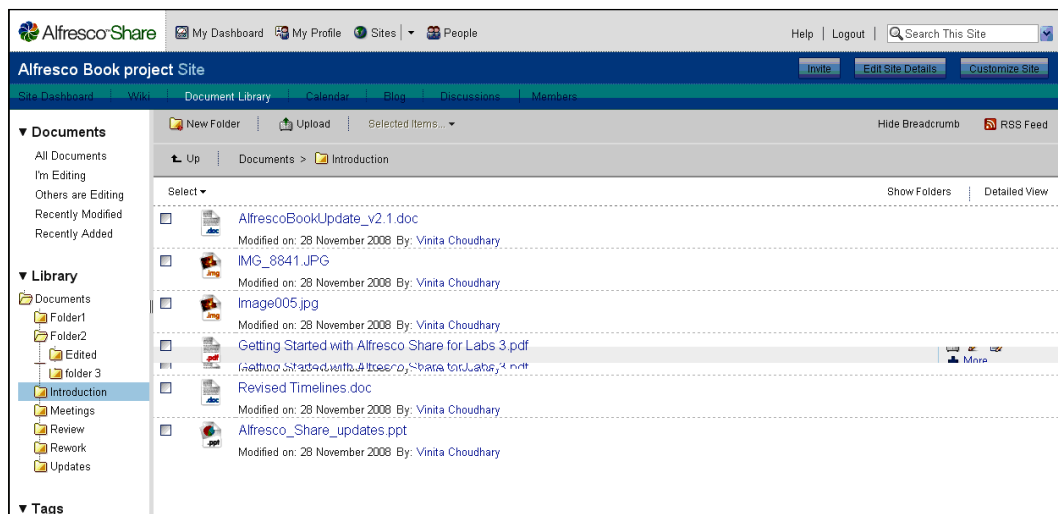 Alfresco Share My Dashboard My Profile Sites People Help Logout Search This Site
Alfresco Book project Site Invite Edit Site Details Customize Site
Site Dashboard Wiki Document Library Calendar Blog Discussions Members
Documents
All Documents
I'm Editing
Others are Editing
Recently Modified
Recently Added
Library
Documents
Folder1
Folder2
Edited
folder 3
Introduction
Meetings
Review
Rework
Updates
Tags
New Folder Upload Selected Items... Hide Breadcrumb RSS Feed
Up Documents > Introduction
Select Show Folders Detailed View
.doc AlfrescoBookUpdate_v2.1.doc
Modified on: 28 November 2008 By: Vinita Choudhary
.img IMG_8841.JPG
Modified on: 28 November 2008 By: Vinita Choudhary
.img Image005.jpg
Modified on: 28 November 2008 By: Vinita Choudhary
.pdf Getting Started with Alfresco Share for Labs 3.pdf
More
.doc Revised Timelines.doc
Modified on: 28 November 2008 By: Vinita Choudhary
.ppt Alfresco_Share_updates.ppt
Modified on: 28 November 2008 By: Vinita Choudhary